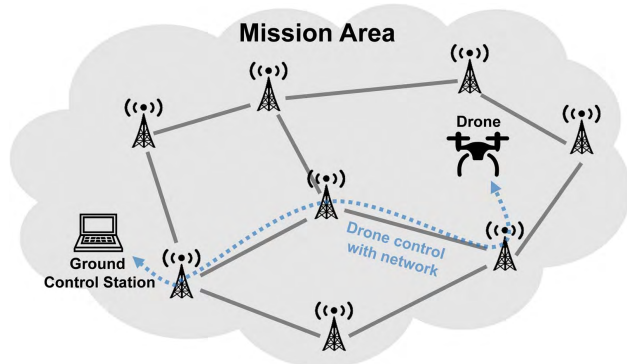 Mission Area
Drone
Drone control
with network
Ground
Control Station